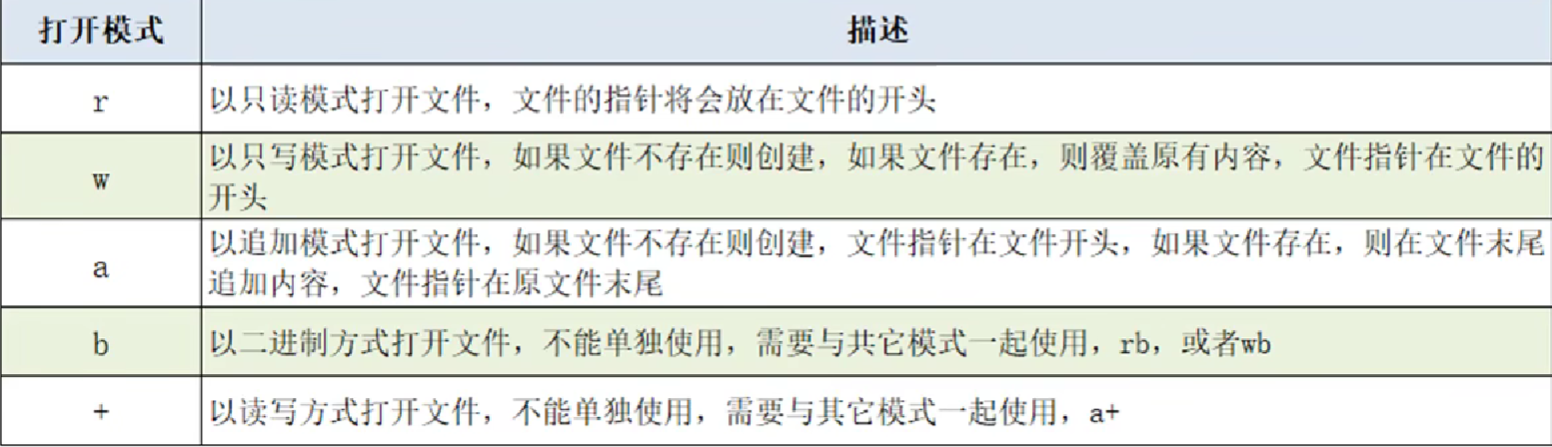 打开模式 描述
r 以只读模式打开文件，文件的指针将会放在文件的开头
w 以只写模式打开文件，如果文件不存在则创建，如果文件存在，则覆盖原有内容，文件指针在文件的
开头
a 以追加模式打开文件，如果文件不存在则创建，文件指针在文件开头，如果文件存在，则在文件末尾
追加内容，文件指针在原文件末尾
b 以二进制方式打开文件，不能单独使用，需要与共它模式一起使用，rb，或者wb
+ 以读写方式打开文件，不能单独使用，需要与其它模式一起使用，a+